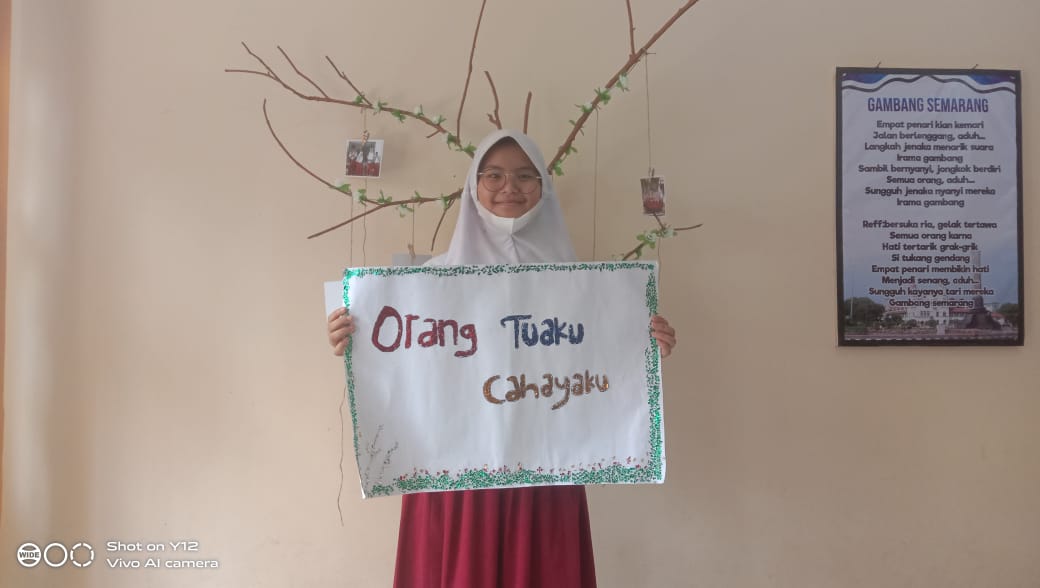 Orang Tuaku
Cahayaku
GAMBANG SEMARANG
Empat penari kian kemari
Jalan berlenggang, aduh...
Langkah jenaka menarik suara
Irama gambang
Sambil bernyanyi, jongkok berdiri
Semua orang, aduh...
Sungguh jenaka nyanyi mereka
Irama gambang
Reff:bersuka ria, gelak tertawa
Semua orang karna
Hati tertarik grak-grik
Si tukang gendang
Empat penari membikin hati
Menjadi senang, aduh...
Sungguh kayanya tari mereka
Gambang semarang
WIDE
Shot on Y12
Vivo AI camera